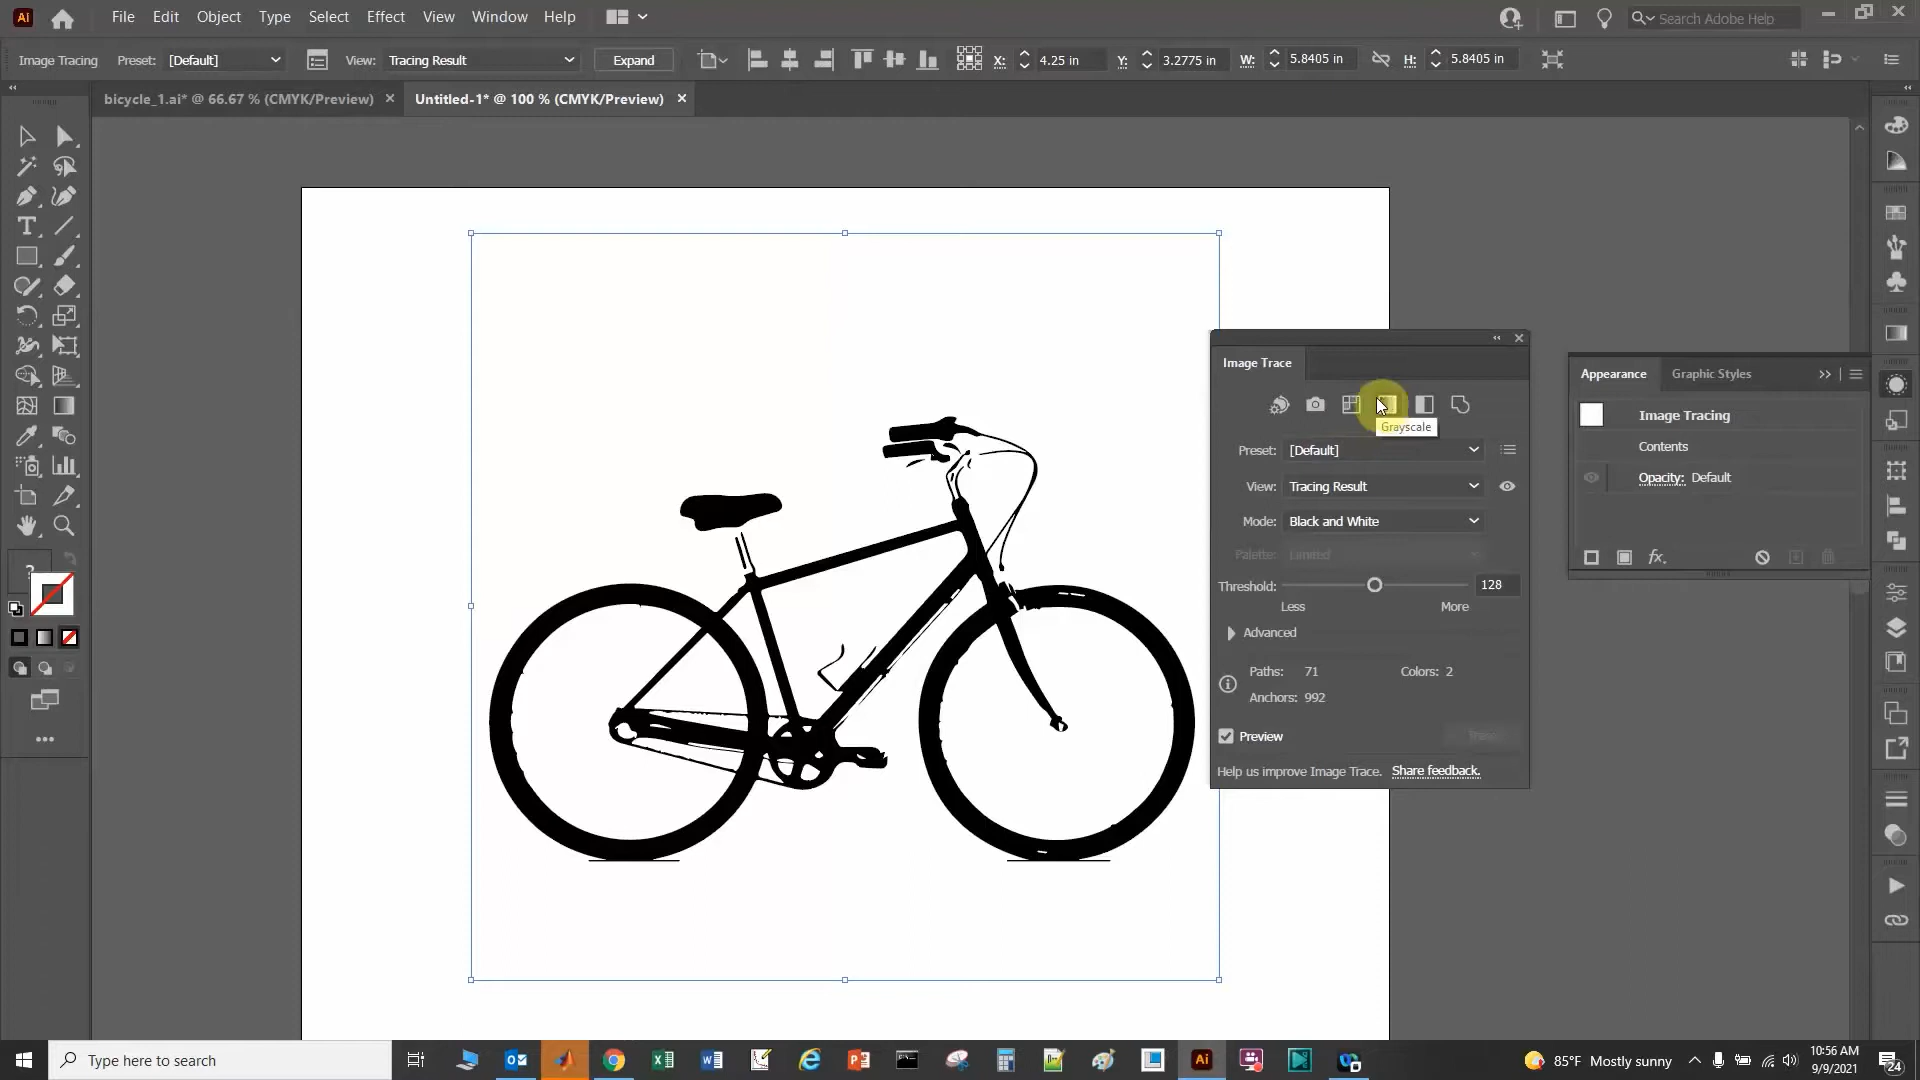 Ai File Edit Object Type Select Effect View Window Help Search Adobe Help
Image Tracing Preset: [Default] View: Tracing Result Expand X: 4.25 in Y: 3.2775 in W: 5.8405 in H: 5.8405 in
bicycle_1.ai* @ 66.67 % (CMYK/Preview) Untitled-1* @ 100 % (CMYK/Preview)
Image Trace
Grayscale
Preset: [Default]
View: Tracing Result
Mode: Black and White
Palette: Limited
Threshold: 128
Less More
Advanced
Paths: 71 Colors: 2
Anchors: 992
Preview
Help us improve Image Trace. Share feedback.
Appearance Graphic Styles
Image Tracing
Contents
Opacity: Default
fx
?
Type here to search
85°F Mostly sunny
10:56 AM
9/9/2021
24